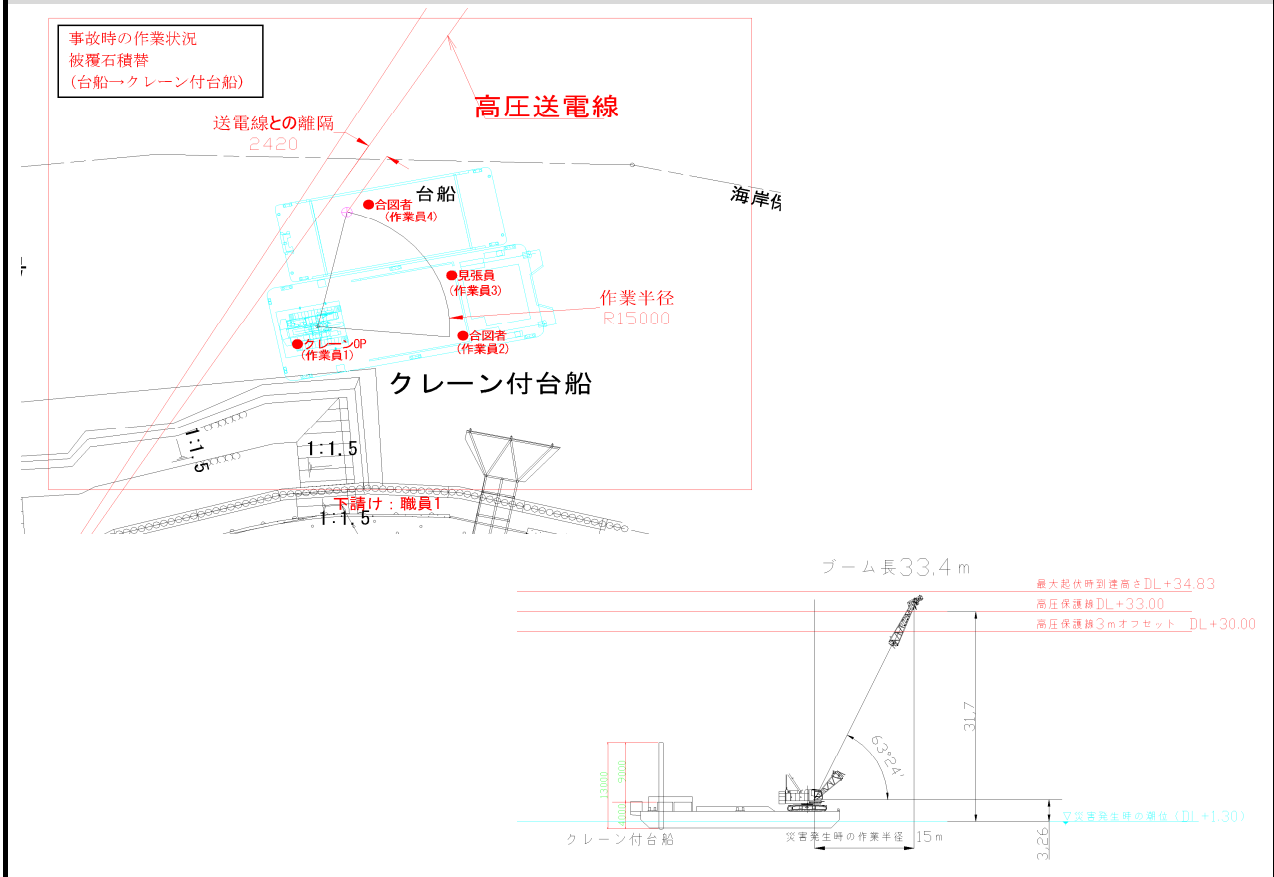 事故時の作業状況
被覆石積替
(台船→クレーン付台船)
高圧送電線
送電線との離隔
2420
台船
●合図者
(作業員4)
海岸保
●見張員
(作業員3)
作業半径
R15000
●クレーンOP
(作業員1)
●合図者
(作業員2)
クレーン付台船
1:1.5
1:1.5
下請け：職員1
1:1.5
ブーム長33.4m
最大起伏時到達高さDL+34.83
高圧保護線DL+33.00
高圧保護線3mオフセット DL+30.00
31.7
63°24'
13000
9000
4000
▽災害発生時の潮位(DL+1.30)
クレーン付台船
災害発生時の作業半径 15m
3.26